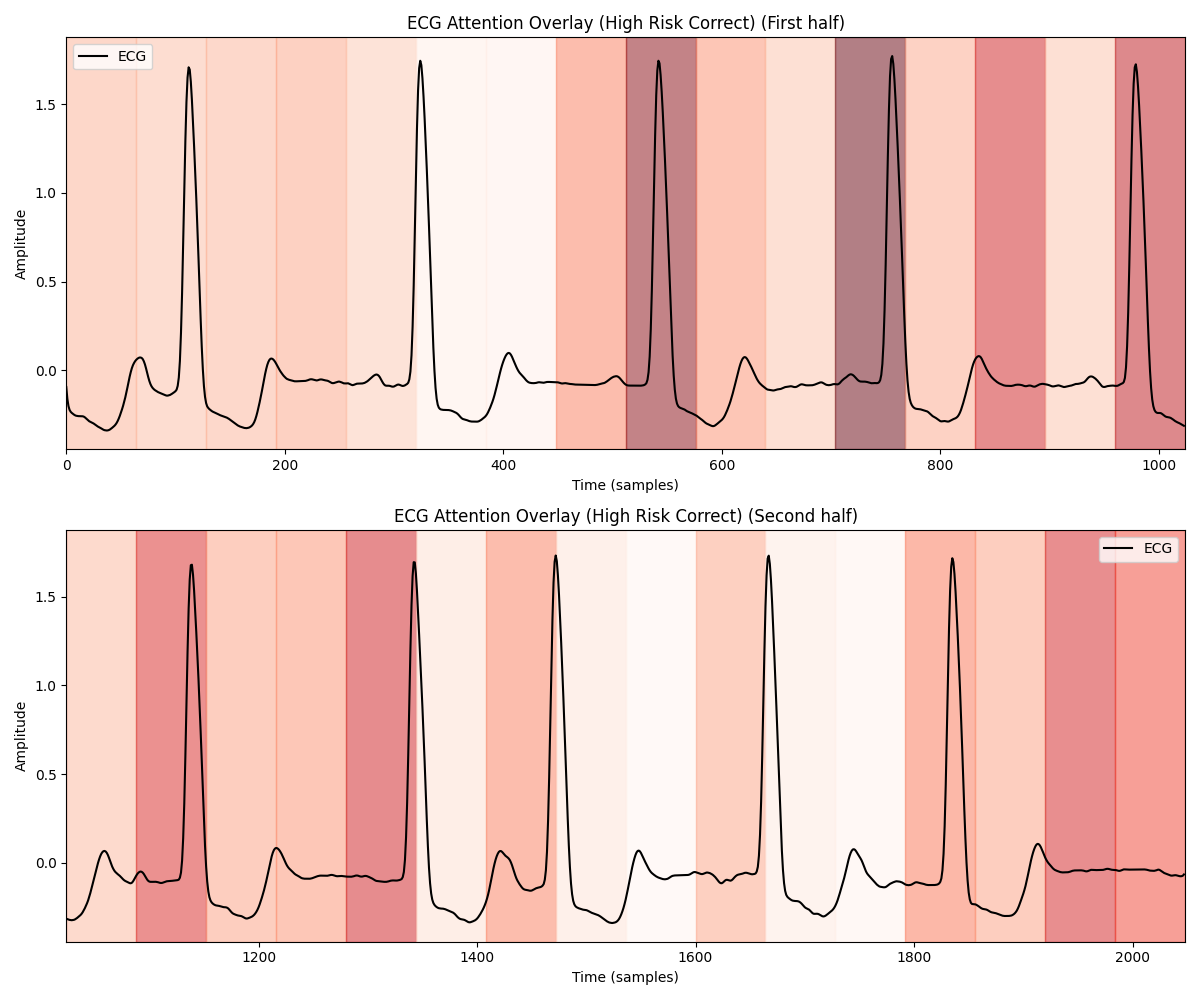 ECG Attention Overlay (High Risk Correct) (First half)
ECG
Amplitude
1.5
1.0
0.5
0.0
0 200 400 600 800 1000
Time (samples)
ECG Attention Overlay (High Risk Correct) (Second half)
ECG
Amplitude
1.5
1.0
0.5
0.0
1200 1400 1600 1800 2000
Time (samples)